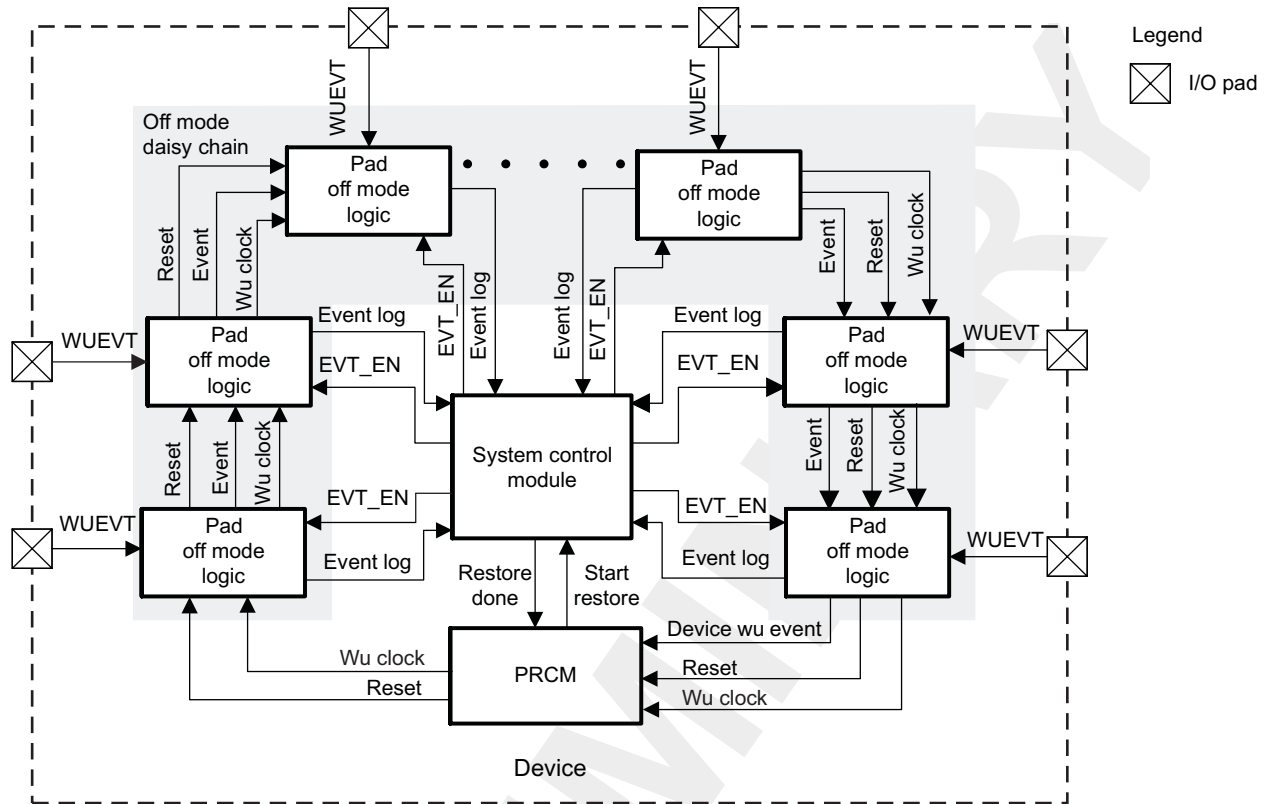 Legend
I/O pad
WUEVT
WUEVT
Off mode
daisy chain
Pad
off mode
logic
Pad
off mode
logic
Reset
Event
Wu clock
EVT_EN
Event log
Event log
EVT_EN
Event
Reset
Wu clock
WUEVT
Pad
off mode
logic
Event log
EVT_EN
Event log
EVT_EN
Pad
off mode
logic
WUEVT
Reset
Event
Wu clock
System control
module
Event
Reset
Wu clock
WUEVT
Pad
off mode
logic
EVT_EN
Event log
EVT_EN
Event log
Pad
off mode
logic
WUEVT
Restore
done
Start
restore
Wu clock
Reset
PRCM
Device wu event
Reset
Wu clock
Device